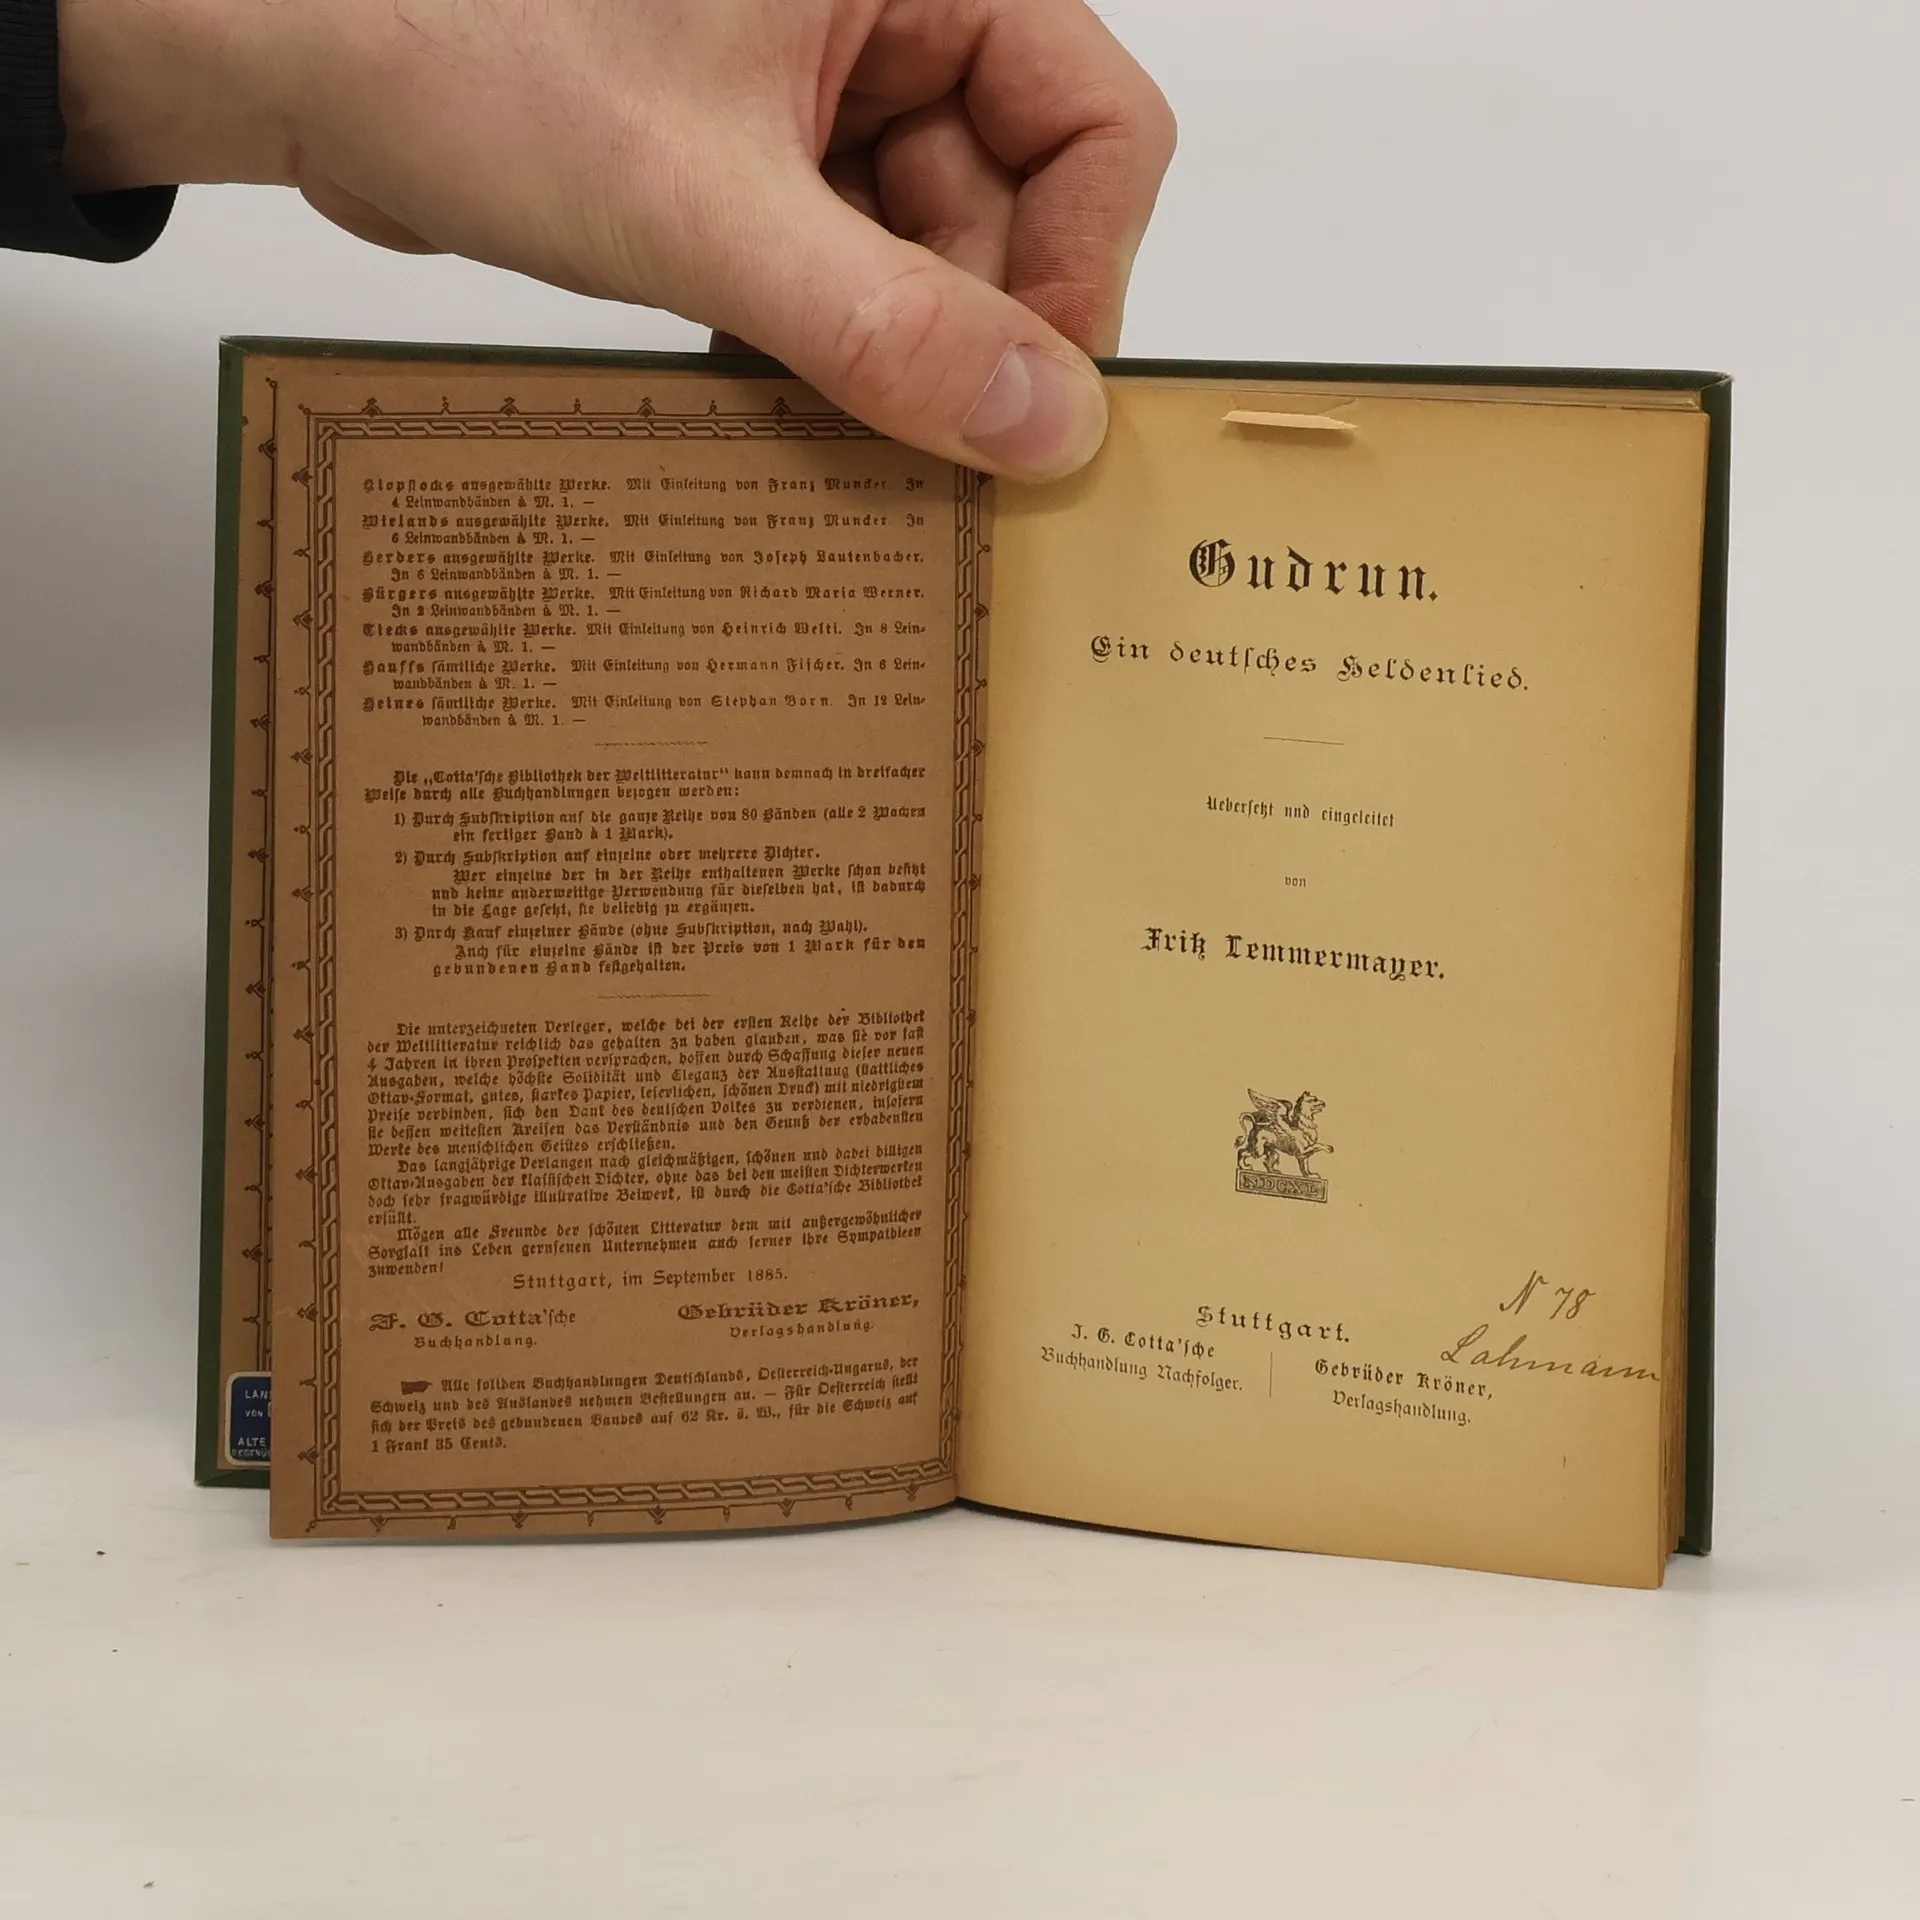 Klopstocks ausgewählte Werke. Mit Einleitung von Franz Muncker. In
4 Leinwandbänden à M. 1. —
Wielands ausgewählte Werke. Mit Einleitung von Franz Muncker. In
6 Leinwandbänden à M. 1. —
Herders ausgewählte Werke. Mit Einleitung von Joseph Lautenbacher.
In 6 Leinwandbänden à M. 1. —
Bürgers ausgewählte Werke. Mit Einleitung von Richard Maria Werner.
In 2 Leinwandbänden à M. 1. —
Tiecks ausgewählte Werke. Mit Einleitung von Heinrich Welti. In 8 Lein-
wandbänden à M. 1. —
Hauffs sämtliche Werke. Mit Einleitung von Hermann Fischer. In 6 Lein-
wandbänden à M. 1. —
Heines sämtliche Werke. Mit Einleitung von Stephan Born. In 12 Lein-
wandbänden à M. 1. —
Die „Cotta'sche Bibliothek der Weltlitteratur“ kann demnach in dreifacher
Weise durch alle Buchhandlungen bezogen werden:
1) Durch Subskription auf die ganze Reihe von 80 Bänden (alle 2 Wochen
ein fertiger Band à 1 Mark).
2) Durch Subskription auf einzelne oder mehrere Dichter.
Wer einzelne der in der Reihe enthaltenen Werke schon besitzt
und keine anderweitige Verwendung für dieselben hat, ist dadurch
in die Lage gesetzt, sie beliebig zu ergänzen.
3) Durch Kauf einzelner Bände (ohne Subskription, nach Wahl).
Auch für einzelne Bände ist der Preis von 1 Mark für den
gebundenen Band festgehalten.
Die unterzeichneten Verleger, welche bei der ersten Reihe der Bibliothek
der Weltlitteratur reichlich das gehalten zu haben glauben, was sie vor fast
4 Jahren in ihren Prospekten versprachen, hoffen durch Schaffung dieser neuen
Ausgaben, welche höchste Solidität und Eleganz der Ausstattung (stattliches
Oktav-Format, gutes, starkes Papier, leserlichen, schönen Druck) mit niedrigstem
Preise verbinden, sich den Dank des deutschen Volkes zu verdienen, insofern
sie dessen weitesten Kreisen das Verständnis und den Genuß der erhabensten
Werke des menschlichen Geistes erschließen.
Das langjährige Verlangen nach gleichmäßigen, schönen und dabei billigen
Oktav-Ausgaben der klassischen Dichter, ohne das bei den meisten Dichterwerken
doch sehr fragwürdige illustrative Beiwerk, ist durch die Cotta'sche Bibliothek
erfüllt.
Mögen alle Freunde der schönen Litteratur dem mit außergewöhnlicher
Sorgfalt ins Leben gerufenen Unternehmen auch ferner ihre Sympathieen
zuwenden!
Stuttgart, im September 1885.
J. G. Cotta'sche
Buchhandlung.
Gebrüder Kröner,
Verlagshandlung.
Alle soliden Buchhandlungen Deutschlands, Oesterreich-Ungarns, der
Schweiz und des Auslandes nehmen Bestellungen an. — Für Oesterreich stellt
sich der Preis des gebundenen Bandes auf 62 Kr. ö. W., für die Schweiz auf
1 Frank 35 Cents.
LAN
VON
ALTE
Gudrun.
Ein deutsches Heldenlied.
Uebersetzt und eingeleitet
von
Fritz Lemmermayer.
MDCXL
N 78
Lahmann
Stuttgart.
J. G. Cotta'sche
Buchhandlung Nachfolger.
Gebrüder Kröner,
Verlagshandlung.